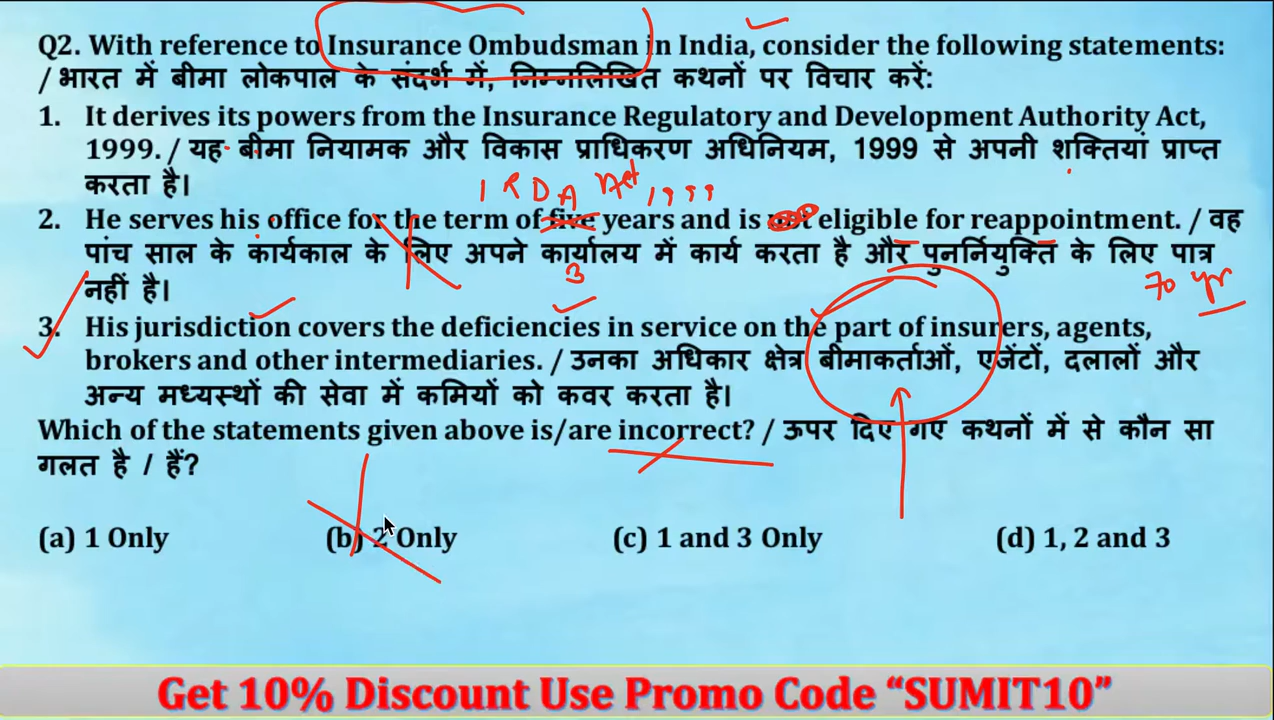 Q2. With reference to Insurance Ombudsman in India, consider the following statements:
/ भारत में बीमा लोकपाल के संदर्भ में, निम्नलिखित कथनों पर विचार करें:
1. It derives its powers from the Insurance Regulatory and Development Authority Act,
1999. / यह बीमा नियामक और विकास प्राधिकरण अधिनियम, 1999 से अपनी शक्तियां प्राप्त
करता है।
IRDA Act, 1999
2. He serves his office for the term of five years and is not eligible for reappointment. / वह
पांच साल के कार्यकाल के लिए अपने कार्यालय में कार्य करता है और पुनर्नियुक्ति के लिए पात्र
3
70 yr
नहीं है।
3. His jurisdiction covers the deficiencies in service on the part of insurers, agents,
brokers and other intermediaries. / उनका अधिकार क्षेत्र बीमाकर्ताओं, एजेंटों, दलालों और
अन्य मध्यस्थों की सेवा में कमियों को कवर करता है।
Which of the statements given above is/are incorrect? / ऊपर दिए गए कथनों में से कौन सा
गलत है / हैं?
(a) 1 Only (b) 2 Only (c) 1 and 3 Only (d) 1, 2 and 3
Get 10% Discount Use Promo Code “SUMIT10”